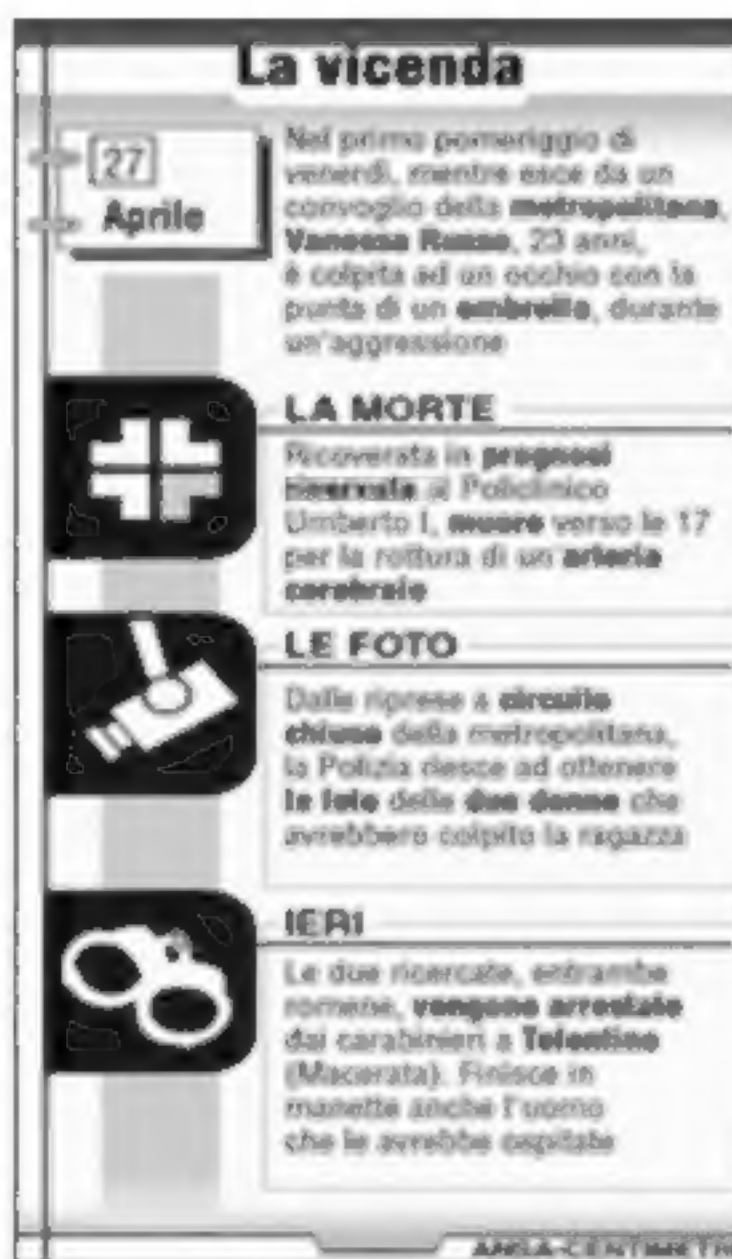 La vicenda
27
Aprile
Nel primo pomeriggio di
venerdì, mentre esce da un
convoglio della metropolitana,
Vanessa Russo, 23 anni,
è colpita ad un occhio con la
punta di un ombrello, durante
un'aggressione
LA MORTE
Ricoverata in prognosi
riservata al Policlinico
Umberto I, muore verso le 17
per la rottura di un arteria
cerebrale
LE FOTO
Dalle riprese a circuito
chiuso della metropolitana,
la Polizia riesce ad ottenere
le foto delle due donne che
avrebbero colpito la ragazza
IERI
Le due ricercate, entrambe
romene, vengono arrestate
dai carabinieri a Tolentino
(Macerata). Finisce in
manette anche l'uomo
che le avrebbe ospitate
ANSA-CENTIMETRI